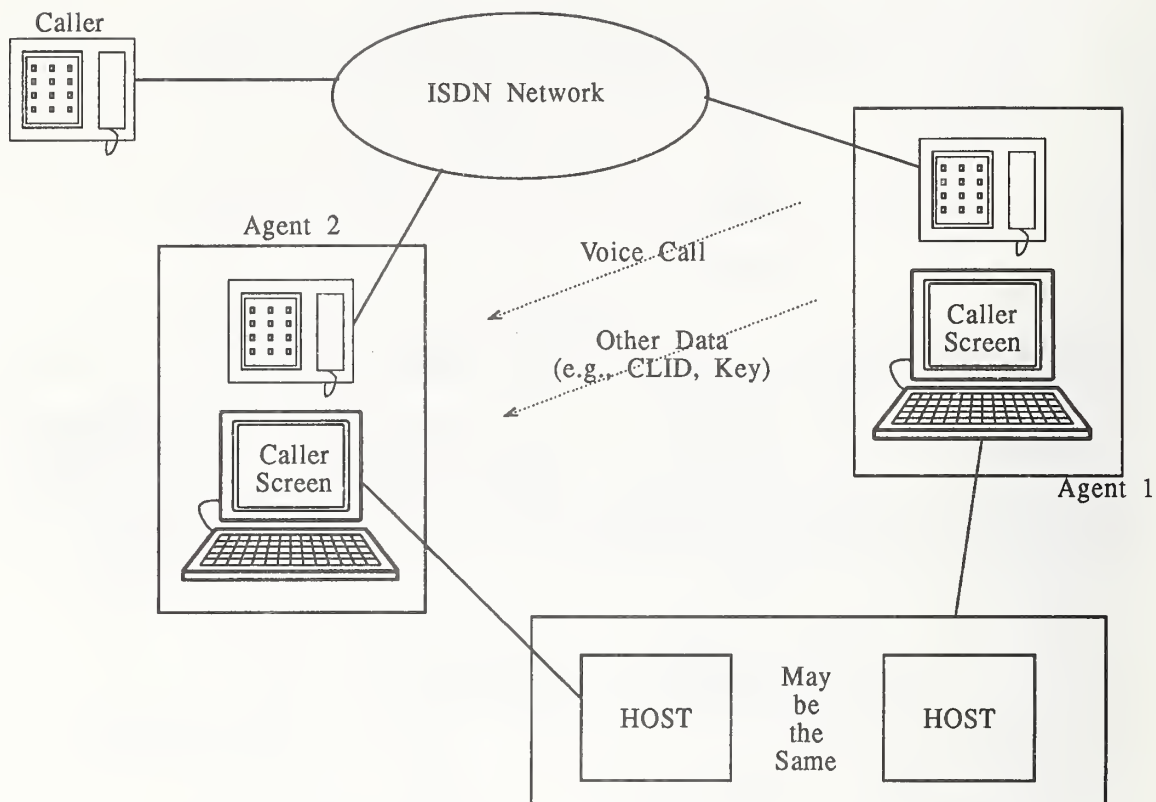 Caller
ISDN Network
Agent 2
Voice Call
Other Data
(e.g., CLID, Key)
Caller
Screen
Agent 1
Caller
Screen
HOST
May
be
the
Same
HOST